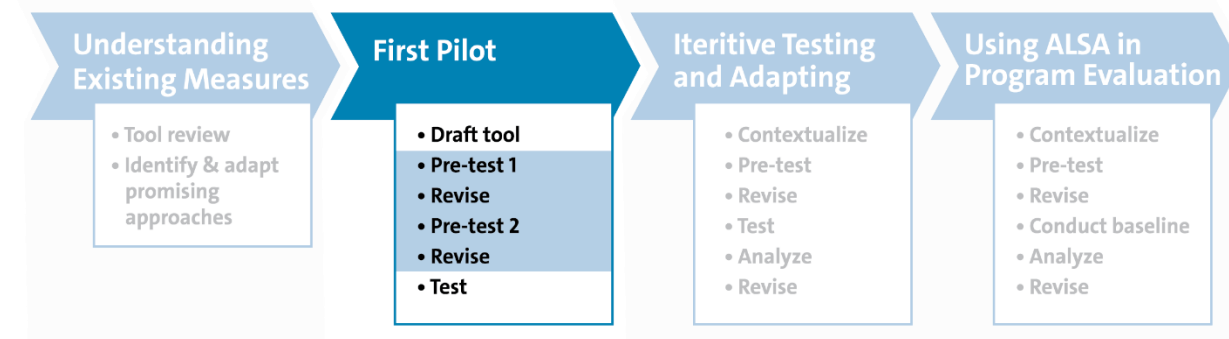 Understanding
Existing Measures
• Tool review
• Identify & adapt
promising
approaches
First Pilot
• Draft tool
• Pre-test 1
• Revise
• Pre-test 2
• Revise
• Test
Iteritive Testing
and Adapting
• Contextualize
• Pre-test
• Revise
• Test
• Analyze
• Revise
Using ALSA in
Program Evaluation
• Contextualize
• Pre-test
• Revise
• Conduct baseline
• Analyze
• Revise